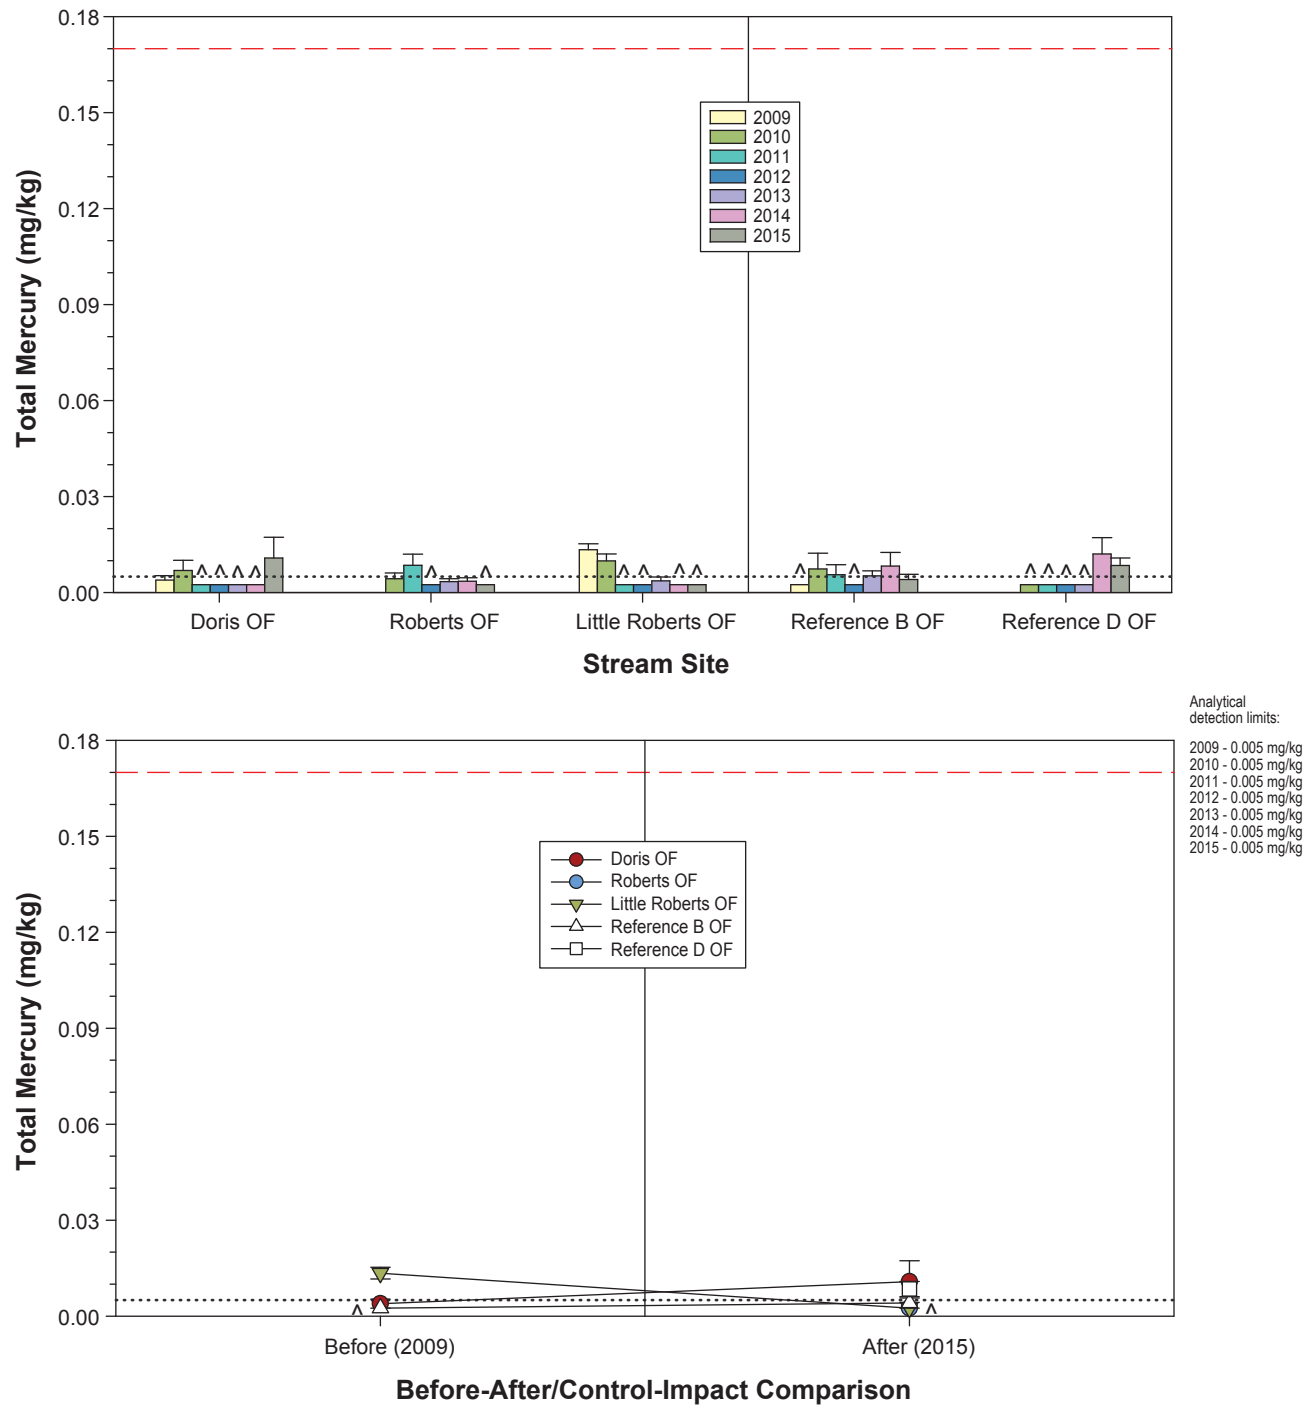 0.18
0.15
0.12
0.09
0.06
0.03
0.00
Total Mercury (mg/kg)
2009
2010
2011
2012
2013
2014
2015
^ ^ ^ ^ ^ ^ ^ ^ ^ ^ ^ ^ ^ ^ ^ ^
Doris OF Roberts OF Little Roberts OF Reference B OF Reference D OF
Stream Site
Analytical
detection limits:
2009 - 0.005 mg/kg
2010 - 0.005 mg/kg
2011 - 0.005 mg/kg
2012 - 0.005 mg/kg
2013 - 0.005 mg/kg
2014 - 0.005 mg/kg
2015 - 0.005 mg/kg
0.18
0.15
0.12
0.09
0.06
0.03
0.00
Total Mercury (mg/kg)
Doris OF
Roberts OF
Little Roberts OF
Reference B OF
Reference D OF
^ ^
Before (2009) After (2015)
Before-After/Control-Impact Comparison